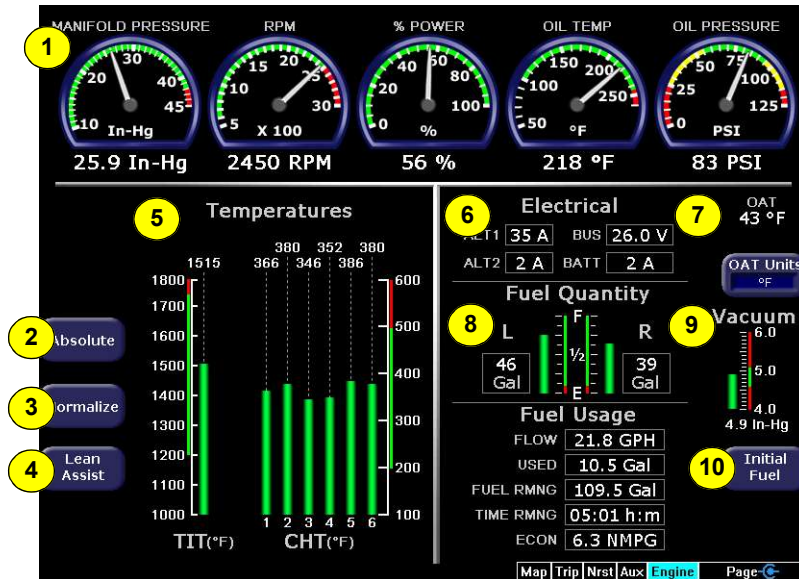 MANIFOLD PRESSURE
RPM
% POWER
OIL TEMP
OIL PRESSURE
1
10 20 30 40 45
In-Hg
5 10 15 20 25 30
X 100
0 20 40 60 80 100
%
50 100 150 200 250
°F
0 25 50 75 100 125
PSI
25.9 In-Hg
2450 RPM
56 %
218 °F
83 PSI
5
Temperatures
1515
366 380 346 352 386 380
1800
1700
1600
1500
1400
1300
1200
1100
1000
600
500
400
300
200
100
1 2 3 4 5 6
TIT(°F)
CHT(°F)
2
Absolute
3
ormalize
4
Lean
Assist
6
Electrical
ALT1 35 A BUS 26.0 V
ALT2 2 A BATT 2 A
7
OAT
43 °F
OAT Units
°F
Fuel Quantity
8
L
46
Gal
F
1/2
E
R
39
Gal
9
Vacuum
6.0
5.0
4.0
4.9 In-Hg
Fuel Usage
FLOW 21.8 GPH
USED 10.5 Gal
FUEL RMNG 109.5 Gal
TIME RMNG 05:01 h:m
ECON 6.3 NMPG
10
Initial
Fuel
Map Trip Nrst Aux Engine Page